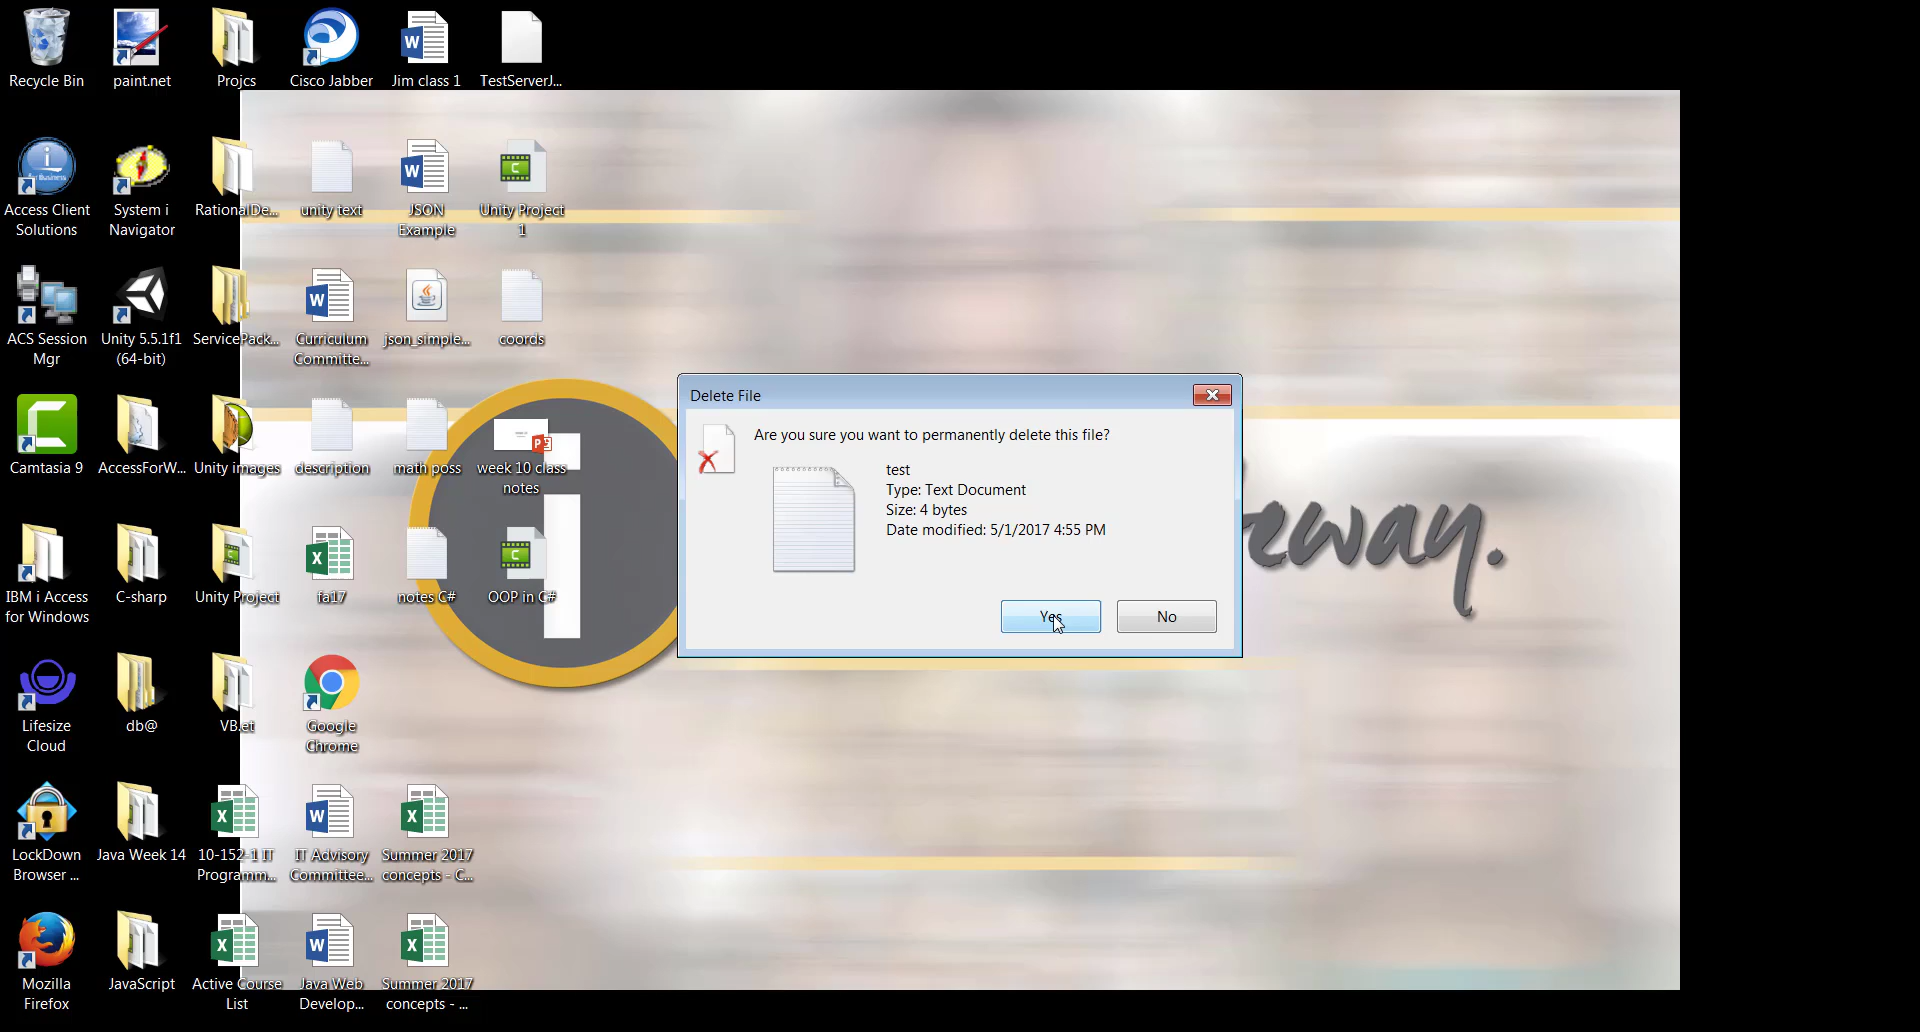 Recycle Bin
paint.net
Projcs
Cisco Jabber
Jim class 1
TestServerJ...
Access Client
Solutions
System i
Navigator
RationalDe...
unity text
JSON
Example
Unity Project
1
ACS Session
Mgr
Unity 5.5.1f1
(64-bit)
ServicePack...
Curriculum
Committe...
json_simple...
coords
Camtasia 9
AccessForW...
Unity images
description
math poss
week 10 class
notes
IBM i Access
for Windows
C-sharp
Unity Project
fa17
notes C#
OOP in C#
Lifesize
Cloud
db@
VB.et
Google
Chrome
LockDown
Browser ...
Java Week 14
10-152-1 IT
Programm...
IT Advisory
Committee...
Summer 2017
concepts - C...
Mozilla
Firefox
JavaScript
Active Course
List
Java Web
Develop...
Summer 2017
concepts - ...
Delete File
Are you sure you want to permanently delete this file?
test
Type: Text Document
Size: 4 bytes
Date modified: 5/1/2017 4:55 PM
Yes
No
eway.